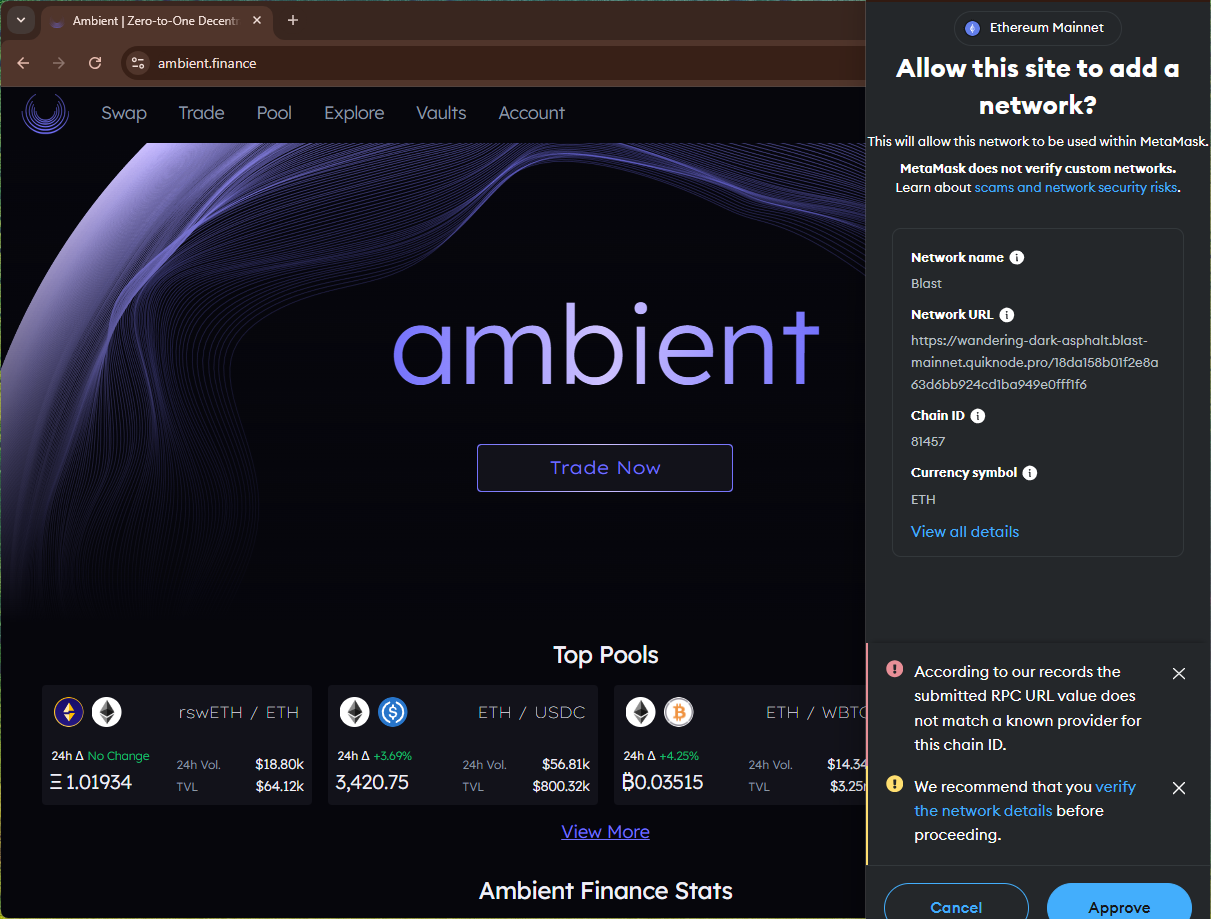 Ambient | Zero-to-One Decentr
ambient.finance
Swap Trade Pool Explore Vaults Account
ambient
Trade Now
Top Pools
rswETH / ETH
24h Δ No Change
24h Vol. $18.80k
Ξ 1.01934
TVL $64.12k
ETH / USDC
24h Δ +3.69%
24h Vol. $56.81k
3,420.75
TVL $800.32k
ETH / WBTC
24h Δ +4.25%
24h Vol. $14.34
₿0.03515
TVL $3.25
View More
Ambient Finance Stats
Ethereum Mainnet
Allow this site to add a
network?
This will allow this network to be used within MetaMask.
MetaMask does not verify custom networks.
Learn about scams and network security risks.
Network name
Blast
Network URL
https://wandering-dark-asphalt.blast-
mainnet.quiknode.pro/18da158b01f2e8a
63d6bb924cd1ba949e0fff1f6
Chain ID
81457
Currency symbol
ETH
View all details
According to our records the
submitted RPC URL value does
not match a known provider for
this chain ID.
We recommend that you verify
the network details before
proceeding.
Cancel Approve